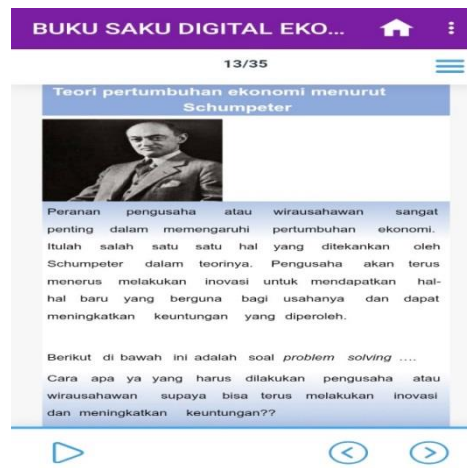 BUKU SAKU DIGITAL EKO...
13/35
Teori pertumbuhan ekonomi menurut
Schumpeter
Peranan pengusaha atau wirausahawan sangat
penting dalam memengaruhi pertumbuhan ekonomi.
Itulah salah satu satu hal yang ditekankan oleh
Schumpeter dalam teorinya. Pengusaha akan terus
menerus melakukan inovasi untuk mendapatkan hal-
hal baru yang berguna bagi usahanya dan dapat
meningkatkan keuntungan yang diperoleh.
Berikut di bawah ini adalah soal problem solving ....
Cara apa ya yang harus dilakukan pengusaha atau
wirausahawan supaya bisa terus melakukan inovasi
dan meningkatkan keuntungan??